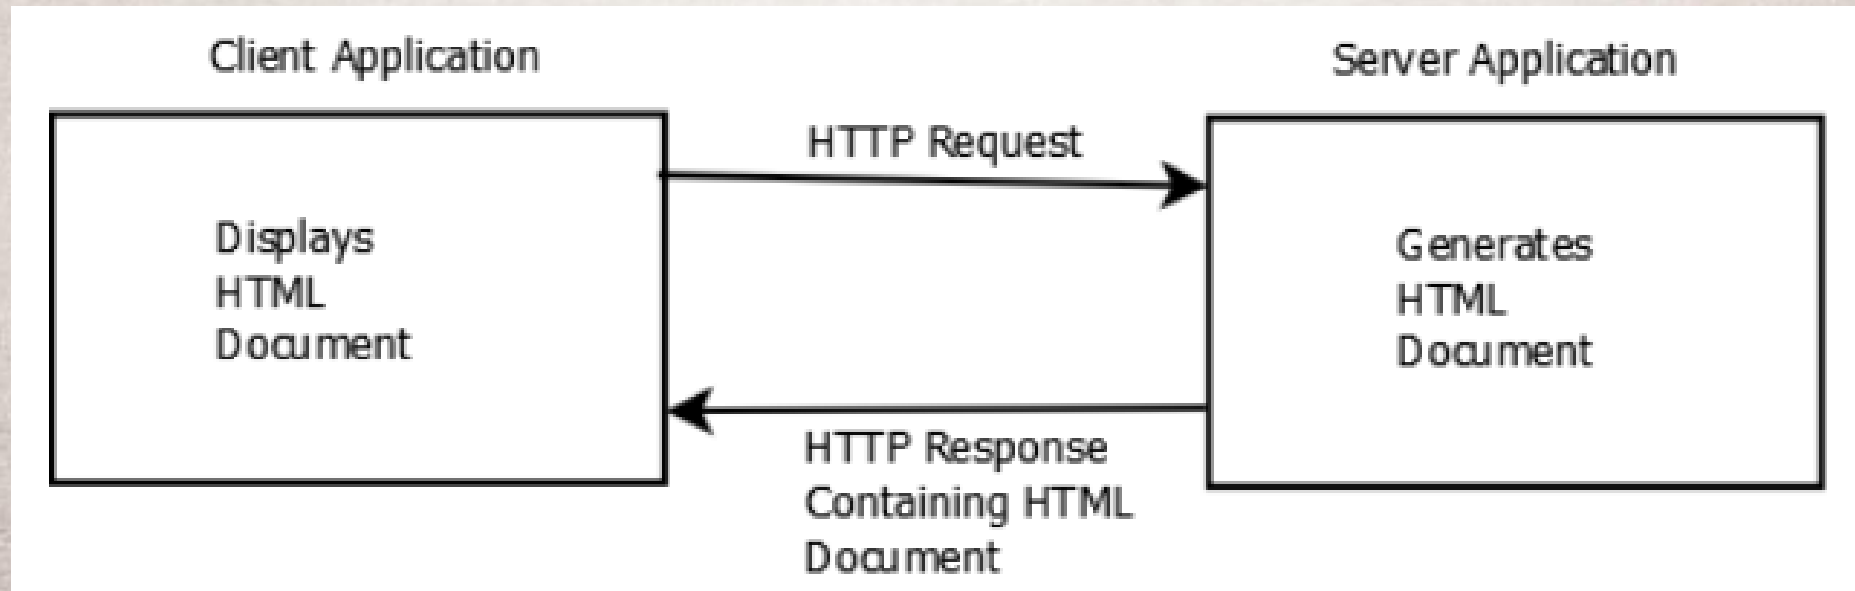 Client Application
Server Application
HTTP Request
Displays
HTML
Document
Generates
HTML
Document
HTTP Response
Containing HTML
Document